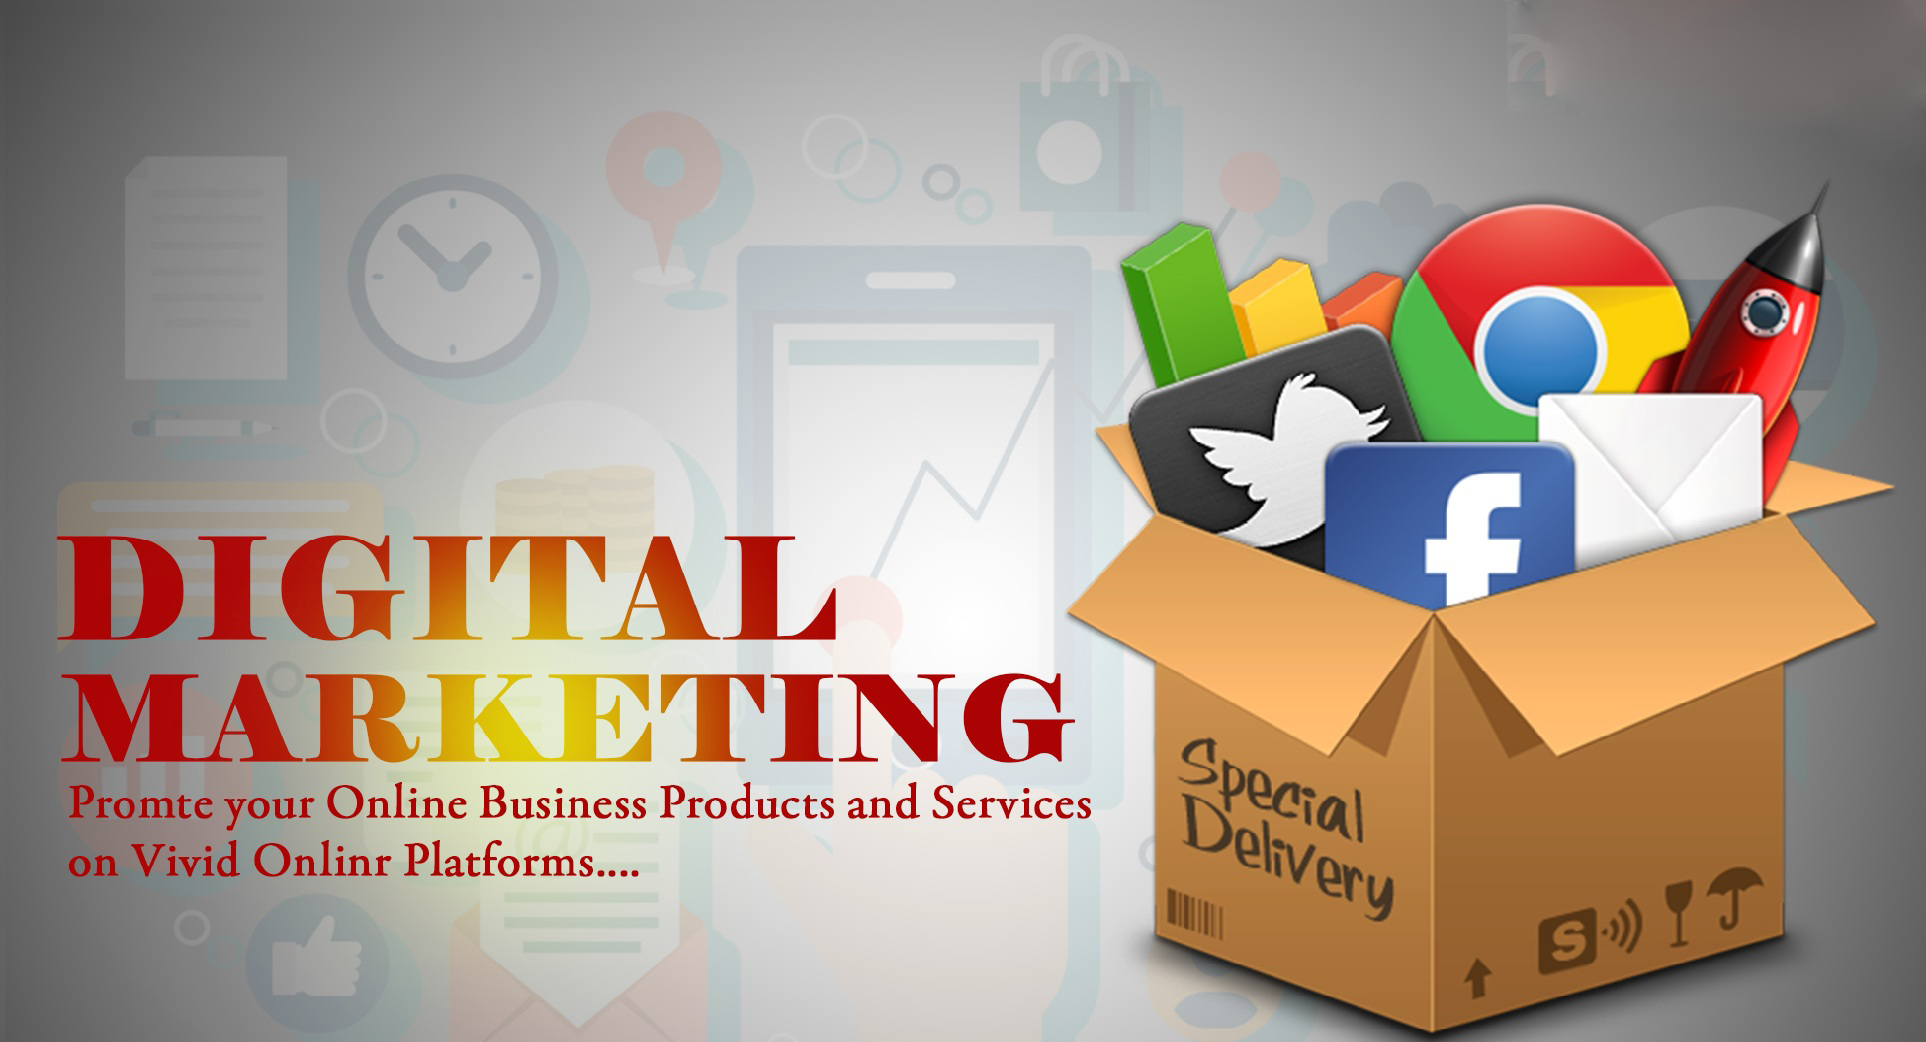 DIGITAL
MARKETING
Promte your Online Business Products and Services
on Vivid Onlinr Platforms....
Special
Delivery
S